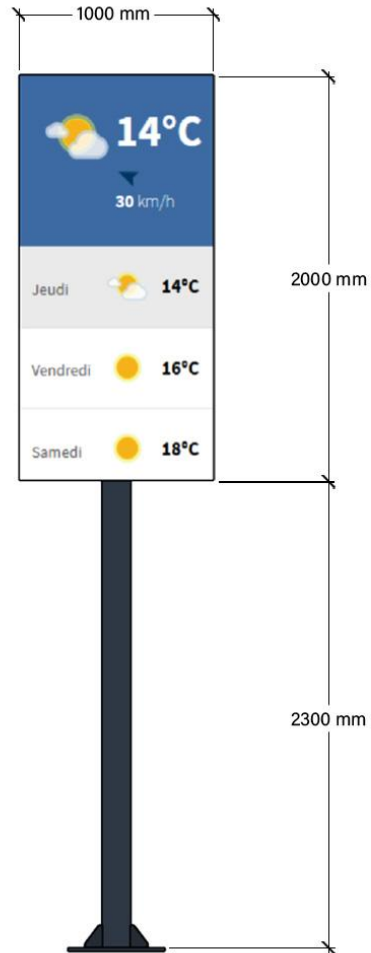 1000 mm
14°C
30 km/h
2000 mm
Jeudi 14°C
Vendredi 16°C
Samedi 18°C
2300 mm